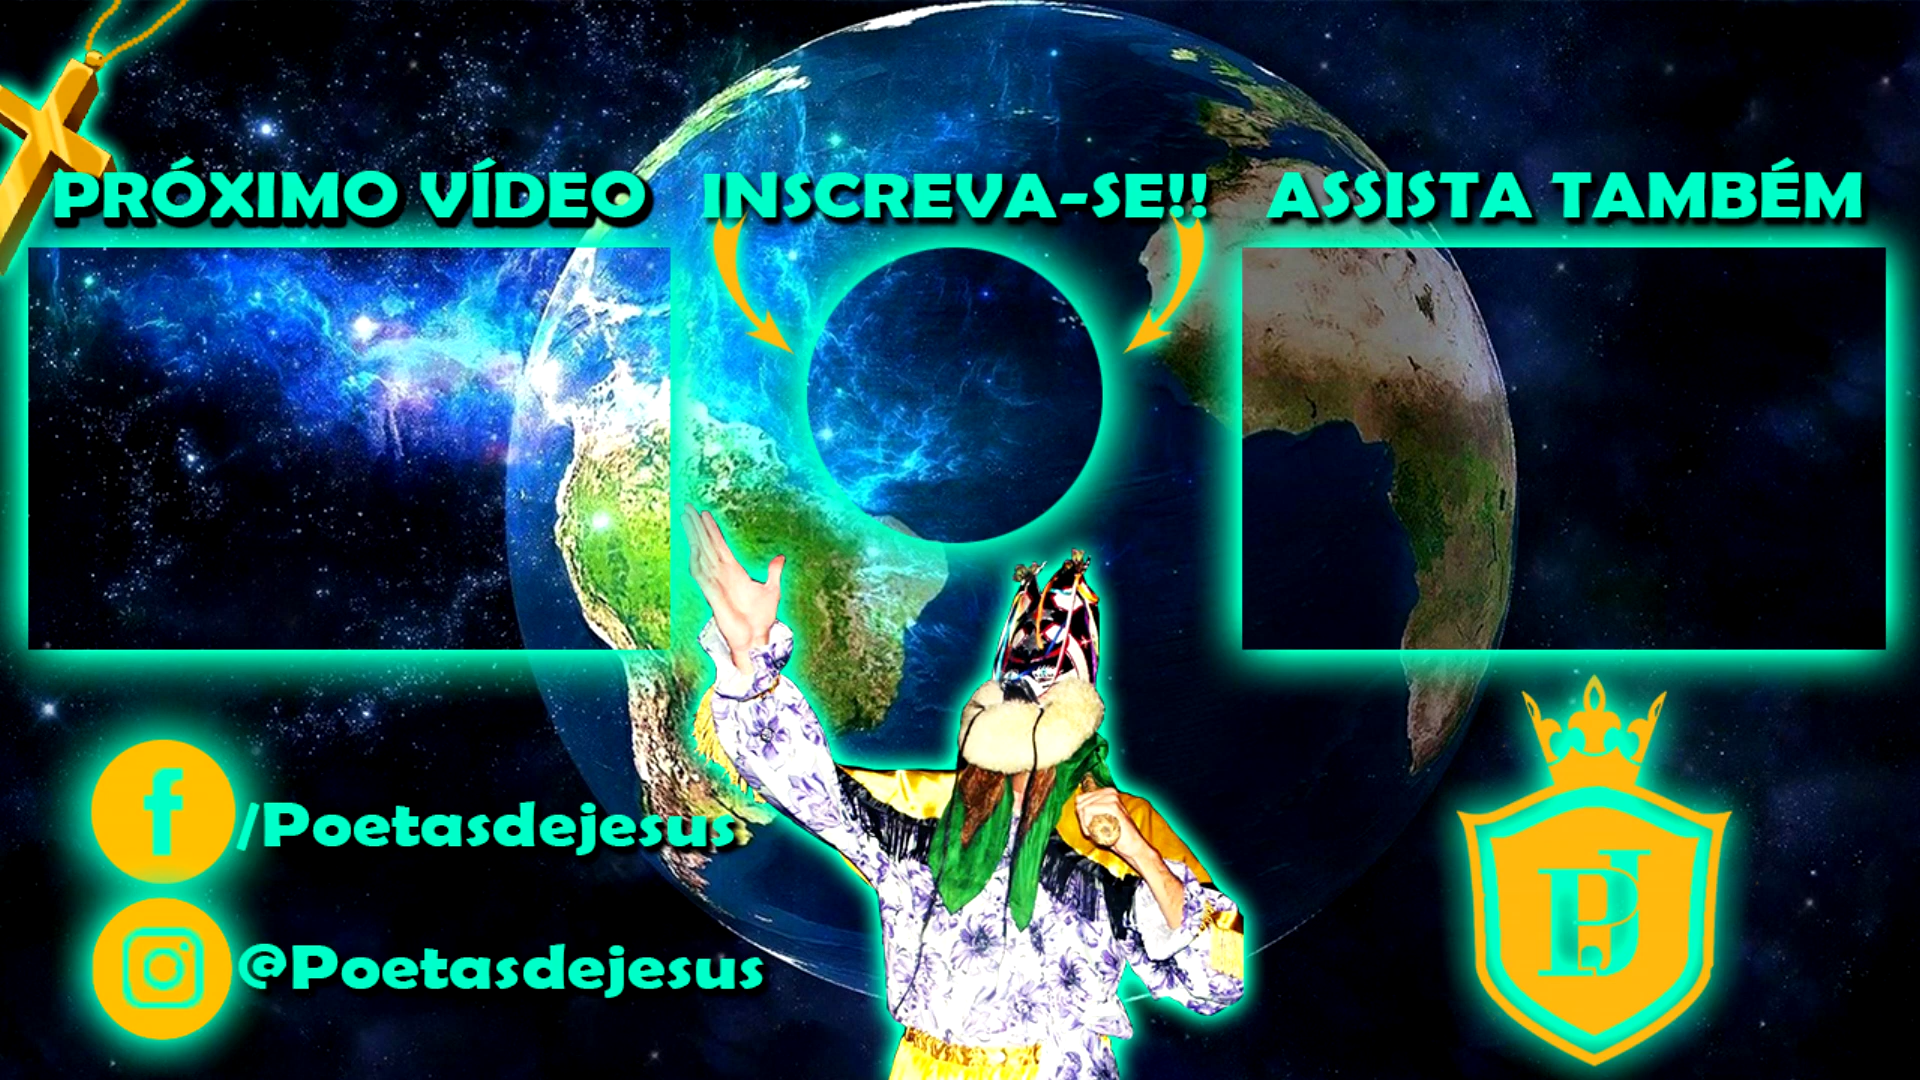 PRÓXIMO VÍDEO
INSCREVA-SE!!
ASSISTA TAMBÉM
/Poetasdejesus
@Poetasdejesus
PJ